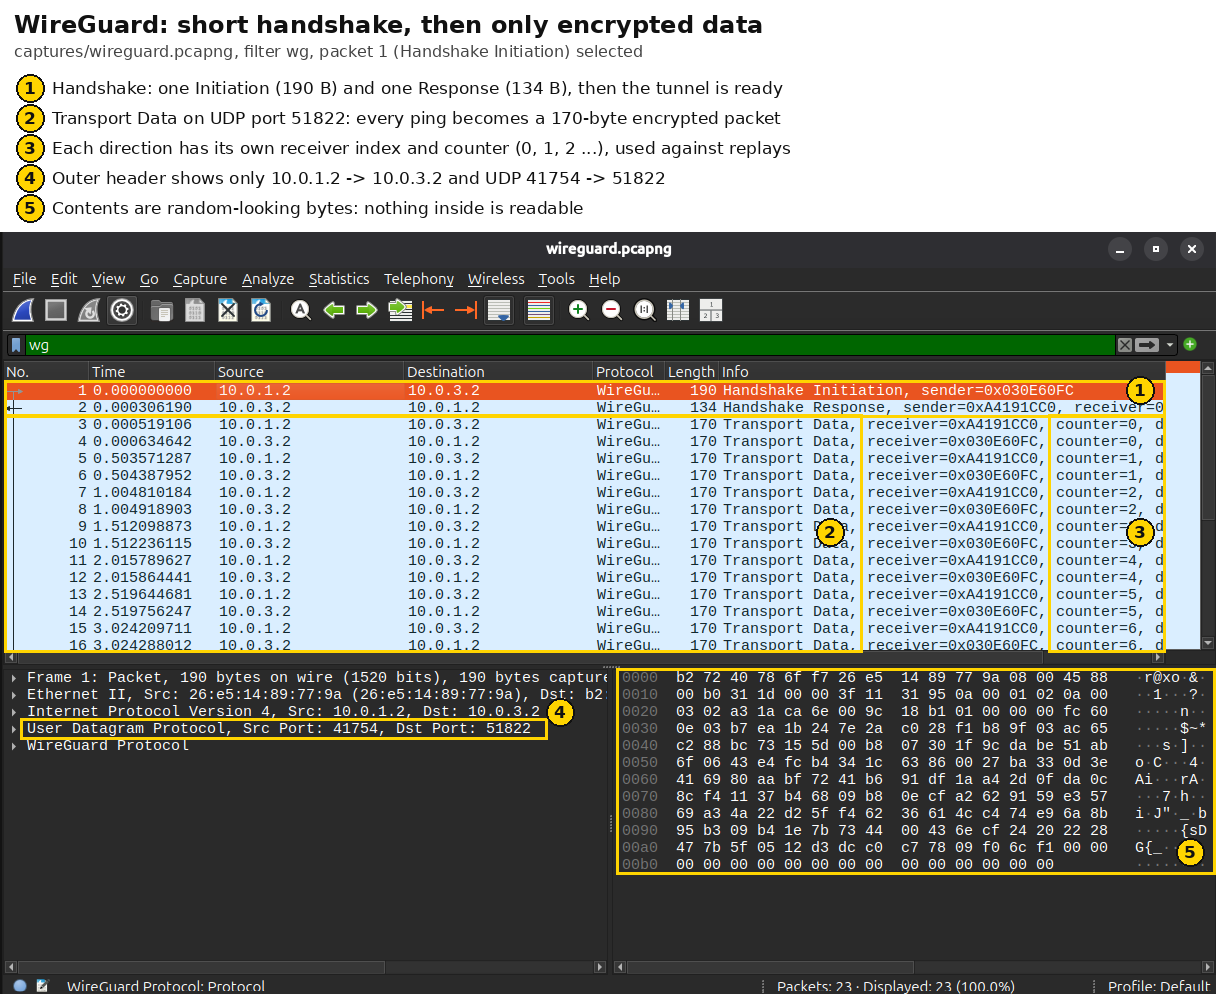 WireGuard: short handshake, then only encrypted data
captures/wireguard.pcapng, filter wg, packet 1 (Handshake Initiation) selected
1 Handshake: one Initiation (190 B) and one Response (134 B), then the tunnel is ready
2 Transport Data on UDP port 51822: every ping becomes a 170-byte encrypted packet
3 Each direction has its own receiver index and counter (0, 1, 2 ...), used against replays
4 Outer header shows only 10.0.1.2 -> 10.0.3.2 and UDP 41754 -> 51822
5 Contents are random-looking bytes: nothing inside is readable
wireguard.pcapng
File Edit View Go Capture Analyze Statistics Telephony Wireless Tools Help
wg
No. Time Source Destination Protocol Length Info
1 0.000000000 10.0.1.2 10.0.3.2 WireGu… 190 Handshake Initiation, sender=0x030E60FC 1
2 0.000306190 10.0.3.2 10.0.1.2 WireGu… 134 Handshake Response, sender=0xA4191CC0, receiver=0
3 0.000519106 10.0.1.2 10.0.3.2 WireGu… 170 Transport Data, receiver=0xA4191CC0, counter=0, d
4 0.000634642 10.0.3.2 10.0.1.2 WireGu… 170 Transport Data, receiver=0x030E60FC, counter=0, d
5 0.503571287 10.0.1.2 10.0.3.2 WireGu… 170 Transport Data, receiver=0xA4191CC0, counter=1, d
6 0.504387952 10.0.3.2 10.0.1.2 WireGu… 170 Transport Data, receiver=0x030E60FC, counter=1, d
7 1.004810184 10.0.1.2 10.0.3.2 WireGu… 170 Transport Data, receiver=0xA4191CC0, counter=2, d
8 1.004918903 10.0.3.2 10.0.1.2 WireGu… 170 Transport Data, receiver=0x030E60FC, counter=2, d
9 1.512098873 10.0.1.2 10.0.3.2 WireGu… 170 Transport 2 receiver=0xA4191CC0, 3 d
10 1.512236115 10.0.3.2 10.0.1.2 WireGu… 170 Transport receiver=0x030E60FC, d
11 2.015789627 10.0.1.2 10.0.3.2 WireGu… 170 Transport Data, receiver=0xA4191CC0, counter=4, d
12 2.015864441 10.0.3.2 10.0.1.2 WireGu… 170 Transport Data, receiver=0x030E60FC, counter=4, d
13 2.519644681 10.0.1.2 10.0.3.2 WireGu… 170 Transport Data, receiver=0xA4191CC0, counter=5, d
14 2.519756247 10.0.3.2 10.0.1.2 WireGu… 170 Transport Data, receiver=0x030E60FC, counter=5, d
15 3.024209711 10.0.1.2 10.0.3.2 WireGu… 170 Transport Data, receiver=0xA4191CC0, counter=6, d
16 3.024288012 10.0.3.2 10.0.1.2 WireGu… 170 Transport Data, receiver=0x030E60FC, counter=6, d
Frame 1: Packet, 190 bytes on wire (1520 bits), 190 bytes capture
Ethernet II, Src: 26:e5:14:89:77:9a (26:e5:14:89:77:9a), Dst: b2:
Internet Protocol Version 4, Src: 10.0.1.2, Dst: 10.0.3.2 4
User Datagram Protocol, Src Port: 41754, Dst Port: 51822
WireGuard Protocol
0000 b2 72 40 78 6f f7 26 e5 14 89 77 9a 08 00 45 88 ·r@xo·&·
0010 00 b0 31 1d 00 00 3f 11 31 95 0a 00 01 02 0a 00 ··1···?·
0020 03 02 a3 1a ca 6e 00 9c 18 b1 01 00 00 00 fc 60 ·····n··
0030 0e 03 b7 ea 1b 24 7e 2a c0 28 f1 b8 9f 03 ac 65 ·····$~*
0040 c2 88 bc 73 15 5d 00 b8 07 30 1f 9c da be 51 ab ···s·]··
0050 6f 06 43 e4 fc b4 34 1c 63 86 00 27 ba 33 0d 3e o·C···4·
0060 41 69 80 aa bf 72 41 b6 91 df 1a a4 2d 0f da 0c Ai···rA·
0070 8c f4 11 37 b4 68 09 b8 0e cf a2 62 91 59 e3 57 ···7·h··
0080 69 a3 4a 22 d2 5f f4 62 36 61 4c c4 74 e9 6a 8b i·J"·_·b
0090 95 b3 09 b4 1e 7b 73 44 00 43 6e cf 24 20 22 28 ·····{sD
00a0 47 7b 5f 05 12 d3 dc c0 c7 78 09 f0 6c f1 00 00 G{_· 5
00b0 00 00 00 00 00 00 00 00 00 00 00 00 00 00
WireGuard Protocol: Protocol
Packets: 23 · Displayed: 23 (100.0%)
Profile: Default